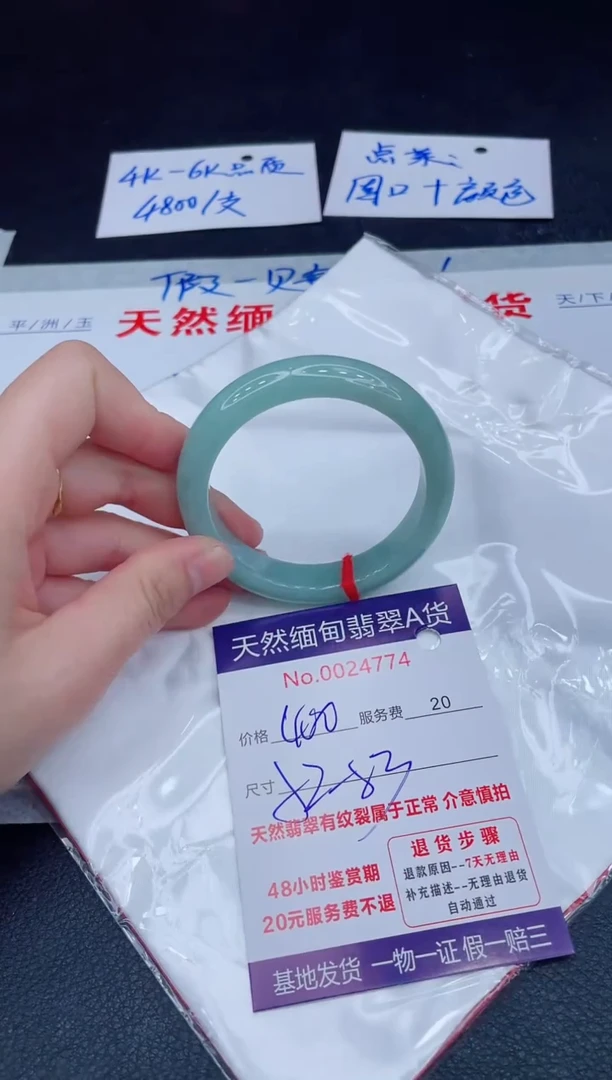 4K-6K品质
4800/支
点菜:
圈口+颜色
假一
平/洲/玉
天然缅
货
天/下
天然缅甸翡翠A货
No.0024774
价格
服务费 20
尺寸
天然翡翠有纹裂属于正常 介意慎拍
48小时鉴赏期
20元服务费不退
退货步骤
退款原因--7天无理由
补充描述--无理由退货
自动通过
基地发货 一物一证 假一赔三